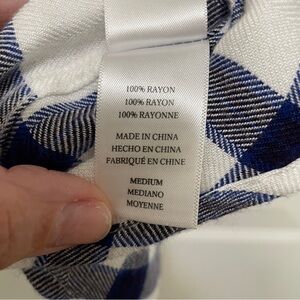 100% RAYON
100% RAYON
100% RAYONNE
MADE IN CHINA
HECHO EN CHINA
FABRIQUÉ EN CHINE
MEDIUM
MEDIANO
MOYENNE